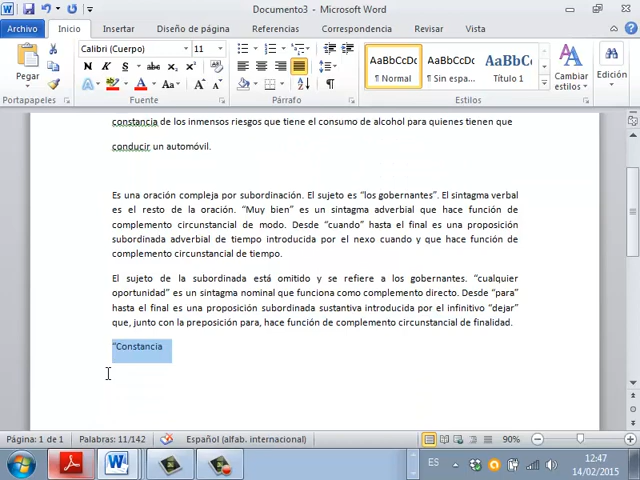 Documento3 - Microsoft Word
Archivo Inicio Insertar Diseño de página Referencias Correspondencia Revisar Vista
Pegar
Calibri (Cuerpo) 11
N K S abc x₂ x² Aa
AaBbCcDc AaBbCcDc AaBbC
¶ Normal ¶ Sin espa... Título 1
Cambiar estilos
Edición
Portapapeles Fuente Párrafo Estilos
constancia de los inmensos riesgos que tiene el consumo de alcohol para quienes tienen que
conducir un automóvil.
Es una oración compleja por subordinación. El sujeto es “los gobernantes”. El sintagma verbal
es el resto de la oración. “Muy bien” es un sintagma adverbial que hace función de
complemento circunstancial de modo. Desde “cuando” hasta el final es una proposición
subordinada adverbial de tiempo introducida por el nexo cuando y que hace función de
complemento circunstancial de tiempo.
El sujeto de la subordinada está omitido y se refiere a los gobernantes. “cualquier
oportunidad” es un sintagma nominal que funciona como complemento directo. Desde “para”
hasta el final es una proposición subordinada sustantiva introducida por el infinitivo “dejar”
que, junto con la preposición para, hace función de complemento circunstancial de finalidad.
“Constancia
Página: 1 de 1 Palabras: 11/142 Español (alfab. internacional) 90%
ES 12:47
14/02/2015